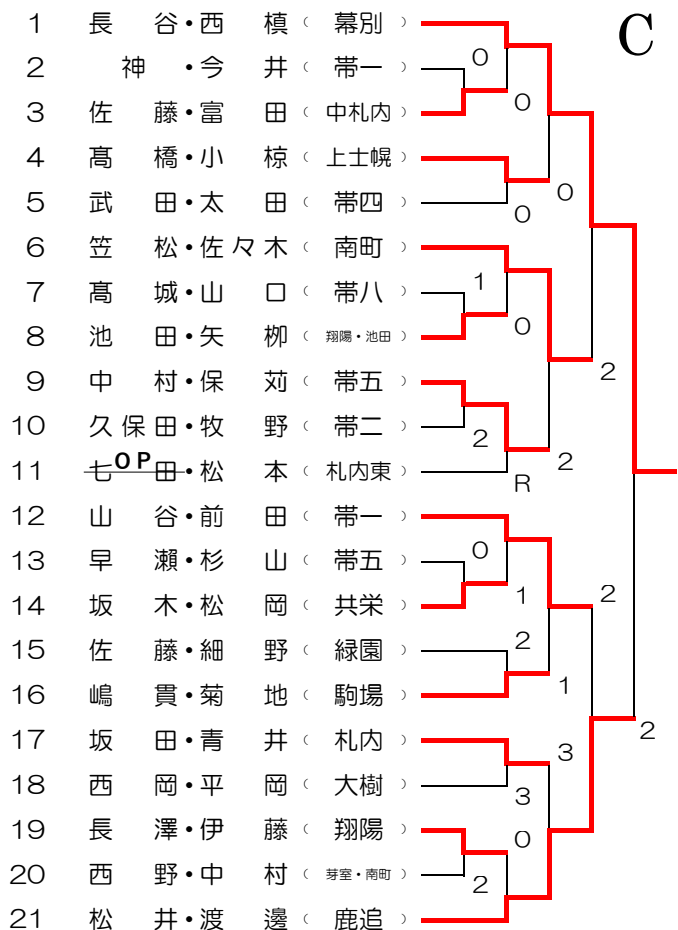 C
1 長谷・西槙（幕別）
0
2 神・今井（帯一）
0
3 佐藤・富田（中札内）
4 髙橋・小椋（上士幌）
0
5 武田・太田（帯四）
0
6 笠松・佐々木（南町）
7 髙城・山口（帯八）
1
8 池田・矢栁（翔陽・池田）
0
9 中村・保苅（帯五）
2
10 久保田・牧野（帯二）
2
11 七田・松本（札内東）
OP
2
R
12 山谷・前田（帯一）
13 早瀬・杉山（帯五）
0
14 坂木・松岡（共栄）
1
2
15 佐藤・細野（緑園）
2
16 嶋貫・菊地（駒場）
1
17 坂田・青井（札内）
3
2
18 西岡・平岡（大樹）
3
19 長澤・伊藤（翔陽）
0
20 西野・中村（芽室・南町）
2
21 松井・渡邊（鹿追）